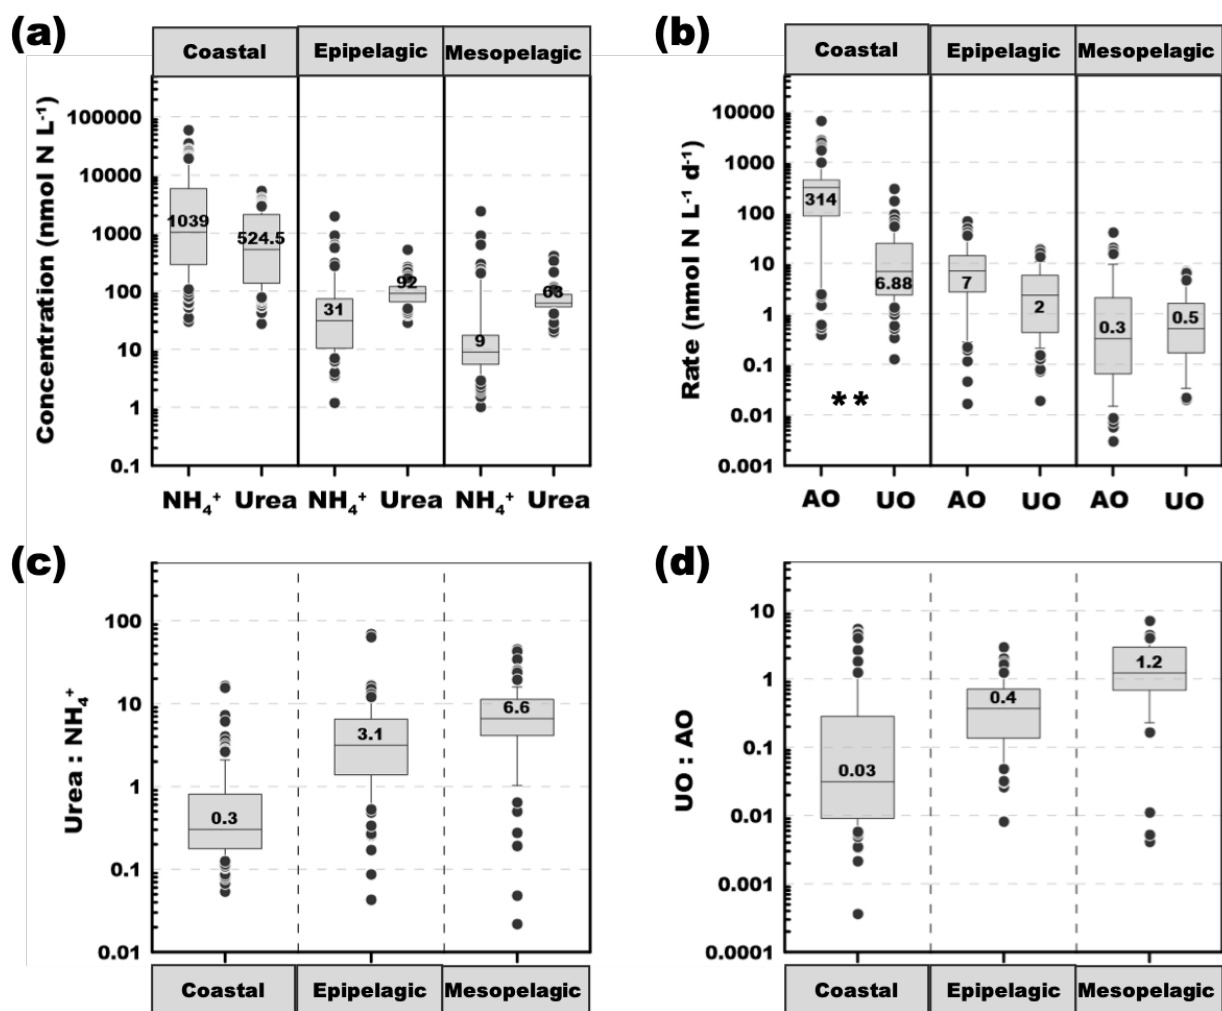 (a)
Coastal Epipelagic Mesopelagic
Concentration (nmol N L⁻¹)
100000
10000
1000
100
10
1
0.1
1039 524.5 31 92 9 63
NH₄⁺ Urea NH₄⁺ Urea NH₄⁺ Urea
(b)
Coastal Epipelagic Mesopelagic
Rate (nmol N L⁻¹ d⁻¹)
10000
1000
100
10
1
0.1
0.01
0.001
314 6.88 7 2 0.3 0.5
**
AO UO AO UO AO UO
(c)
Urea : NH₄⁺
100
10
1
0.1
0.01
0.3 3.1 6.6
Coastal Epipelagic Mesopelagic
(d)
UO : AO
10
1
0.1
0.01
0.001
0.0001
0.03 0.4 1.2
Coastal Epipelagic Mesopelagic